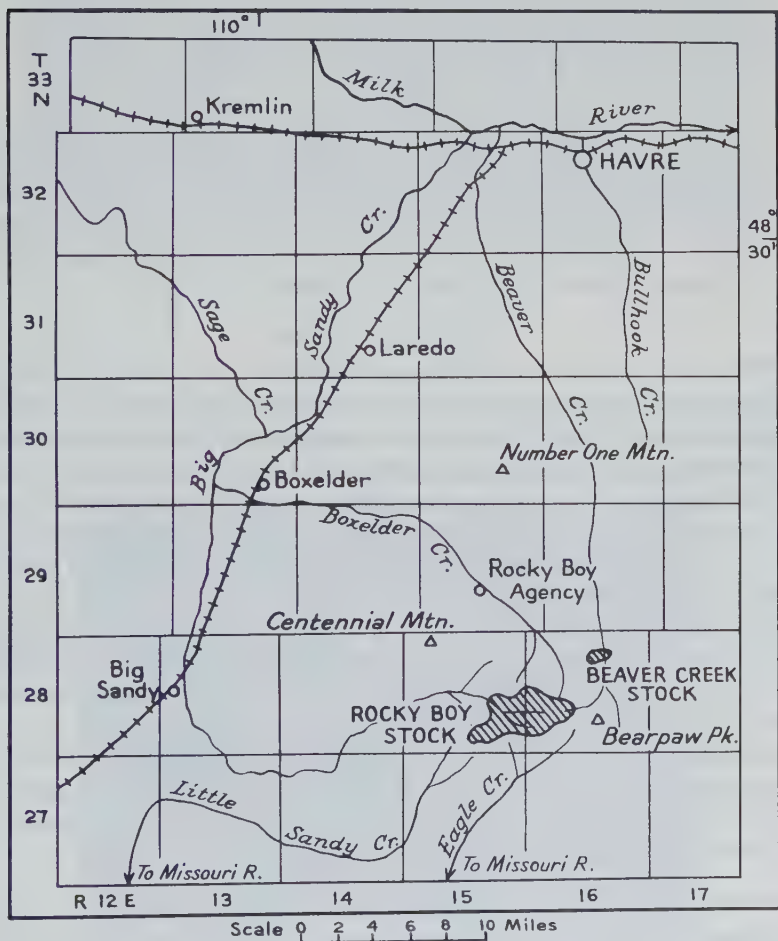 110°
T
33
N
Kremlin
Milk
River
HAVRE
32
48°
30'
Cr.
Sandy
Beaver
Cr.
Bullhook
Cr.
Sage
Cr.
31
Laredo
30
Big
Boxelder
Number One Mtn.
Boxelder
Cr.
29
Rocky Boy
Agency
Centennial Mtn.
Big
Sandy
28
ROCKY BOY
STOCK
BEAVER CREEK
STOCK
Bearpaw Pk.
27
Little
Sandy Cr.
Eagle Cr.
To Missouri R.
To Missouri R.
R 12 E
13
14
15
16
17
Scale 0 2 4 6 8 10 Miles